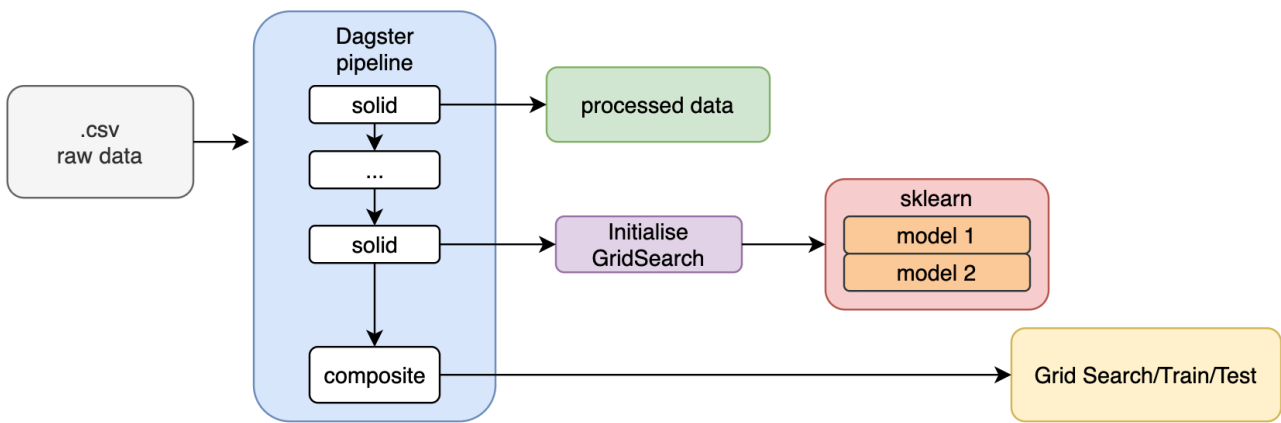 .csv
raw data
Dagster
pipeline
solid
...
solid
composite
processed data
Initialise
GridSearch
sklearn
model 1
model 2
Grid Search/Train/Test